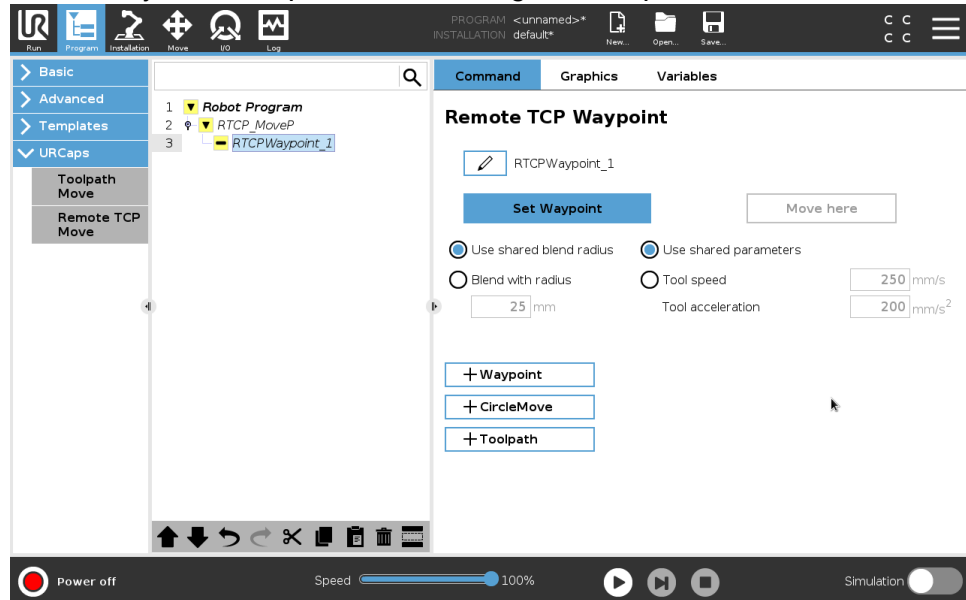 PROGRAM <unnamed>*
INSTALLATION default*
UR
Run
Program
Installation
Move
I/O
Log
New...
Open...
Save...
C C
C C
Basic
Advanced
Templates
URCaps
Toolpath
Move
Remote TCP
Move
1 Robot Program
2 RTCP_MoveP
3 RTCPWaypoint_1
Command Graphics Variables
Remote TCP Waypoint
RTCPWaypoint_1
Set Waypoint Move here
Use shared blend radius Use shared parameters
Blend with radius Tool speed 250 mm/s
25 mm Tool acceleration 200 mm/s²
+ Waypoint
+ CircleMove
+ Toolpath
Power off Speed 100% Simulation